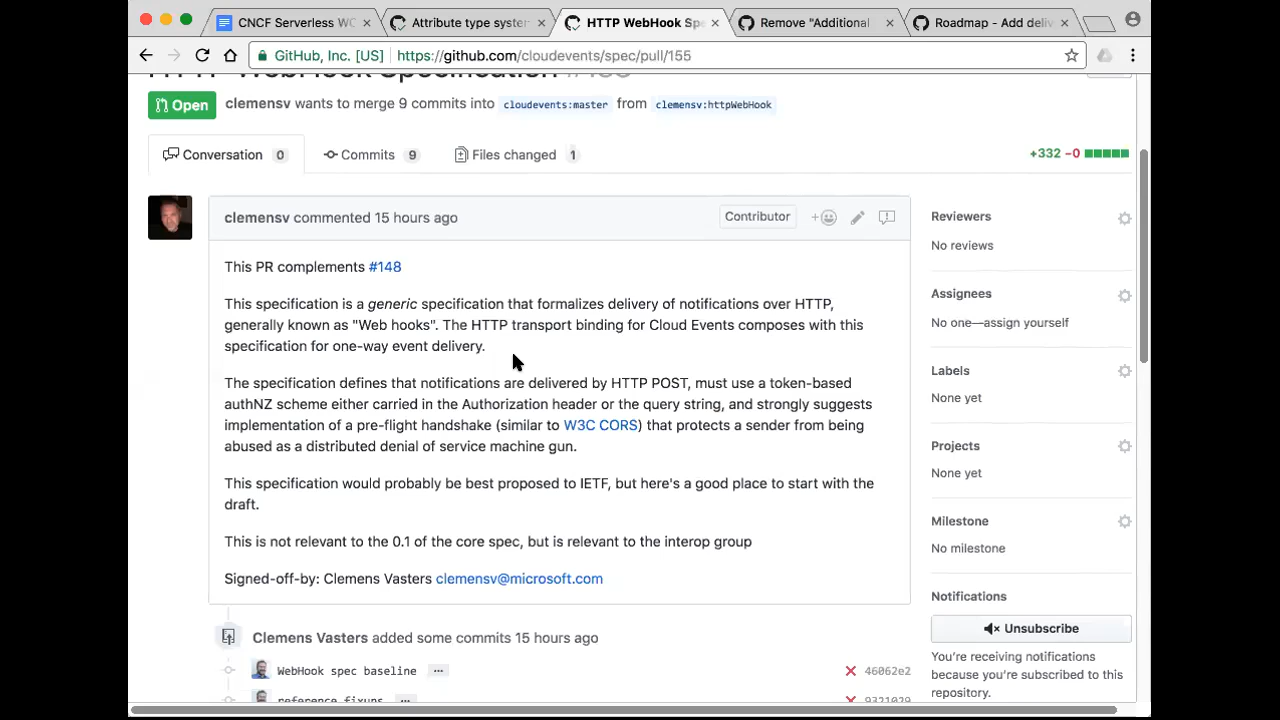 CNCF Serverless WG
Attribute type system
HTTP WebHook Spe
Remove "Additional
Roadmap - Add deliv
GitHub, Inc. [US]
https://github.com/cloudevents/spec/pull/155
HTTP WebHook Specification #155
Open
clemensv wants to merge 9 commits into cloudevents:master from clemensv:httpWebHook
Conversation 0
Commits 9
Files changed 1
+332 −0
clemensv commented 15 hours ago
Contributor
This PR complements #148
This specification is a generic specification that formalizes delivery of notifications over HTTP,
generally known as "Web hooks". The HTTP transport binding for Cloud Events composes with this
specification for one-way event delivery.
The specification defines that notifications are delivered by HTTP POST, must use a token-based
authNZ scheme either carried in the Authorization header or the query string, and strongly suggests
implementation of a pre-flight handshake (similar to W3C CORS) that protects a sender from being
abused as a distributed denial of service machine gun.
This specification would probably be best proposed to IETF, but here's a good place to start with the
draft.
This is not relevant to the 0.1 of the core spec, but is relevant to the interop group
Signed-off-by: Clemens Vasters clemensv@microsoft.com
Clemens Vasters added some commits 15 hours ago
WebHook spec baseline
46062e2
reference fixups
9321029
Reviewers
No reviews
Assignees
No one—assign yourself
Labels
None yet
Projects
None yet
Milestone
No milestone
Notifications
Unsubscribe
You're receiving notifications
because you're subscribed to this
repository.